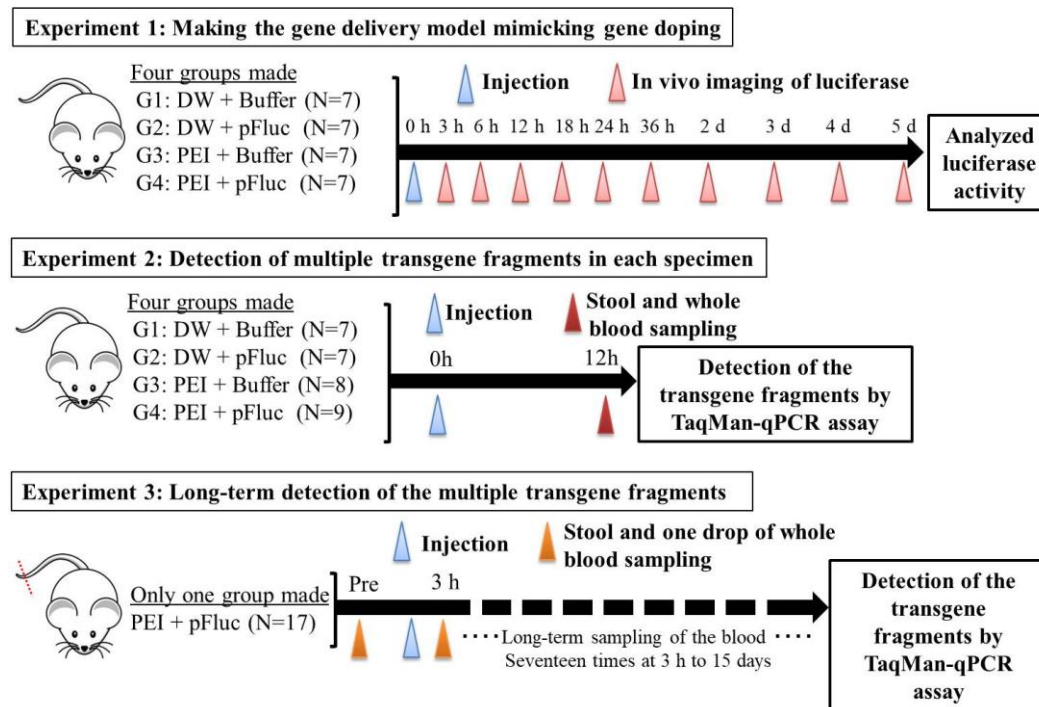 Experiment 1: Making the gene delivery model mimicking gene doping
Four groups made
G1: DW + Buffer (N=7)
G2: DW + pFluc (N=7)
G3: PEI + Buffer (N=7)
G4: PEI + pFluc (N=7)
Injection
In vivo imaging of luciferase
0 h 3 h 6 h 12 h 18 h 24 h 36 h 2 d 3 d 4 d 5 d
Analyzed
luciferase
activity
Experiment 2: Detection of multiple transgene fragments in each specimen
Four groups made
G1: DW + Buffer (N=7)
G2: DW + pFluc (N=7)
G3: PEI + Buffer (N=8)
G4: PEI + pFluc (N=9)
Injection
Stool and whole
blood sampling
0h 12h
Detection of the
transgene fragments by
TaqMan-qPCR assay
Experiment 3: Long-term detection of the multiple transgene fragments
Only one group made
PEI + pFluc (N=17)
Injection
Stool and one drop of whole
blood sampling
Pre 3 h
····Long-term sampling of the blood ····
Seventeen times at 3 h to 15 days
Detection of the
transgene
fragments by
TaqMan-qPCR
assay